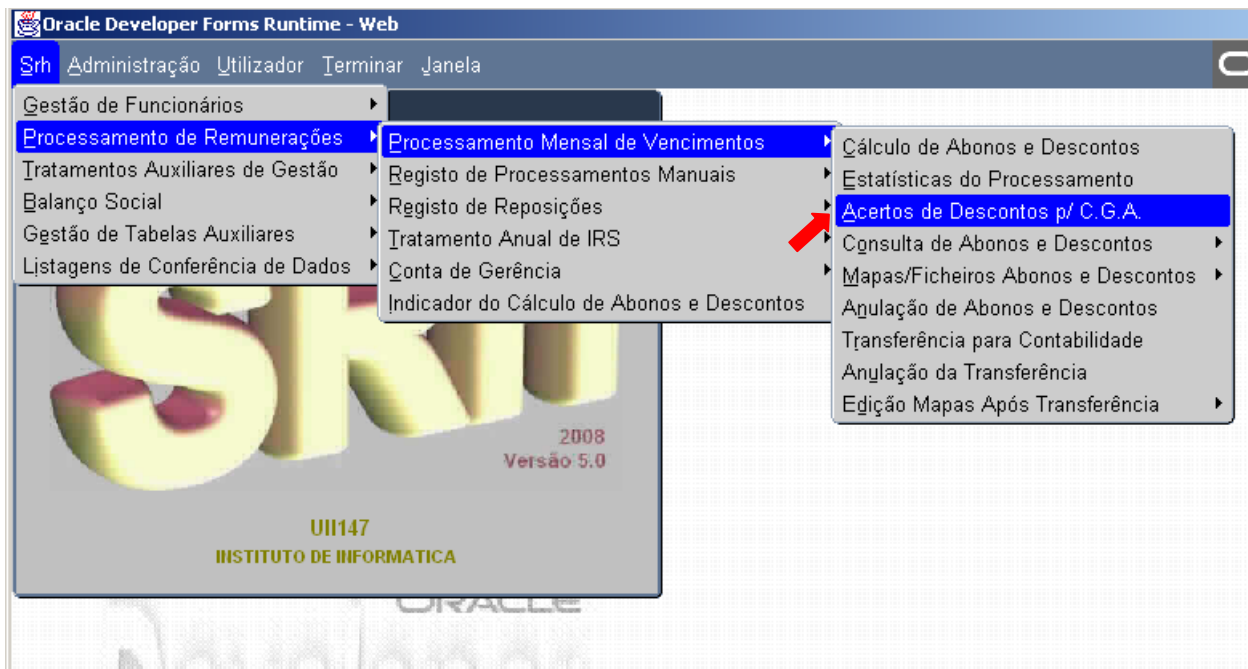 Oracle Developer Forms Runtime - Web
Srh Administração Utilizador Terminar Janela
Gestão de Funcionários
Processamento de Remunerações
Tratamentos Auxiliares de Gestão
Balanço Social
Gestão de Tabelas Auxiliares
Listagens de Conferência de Dados
Processamento Mensal de Vencimentos
Registo de Processamentos Manuais
Registo de Reposições
Tratamento Anual de IRS
Conta de Gerência
Indicador do Cálculo de Abonos e Descontos
Cálculo de Abonos e Descontos
Estatísticas do Processamento
Acertos de Descontos p/ C.G.A.
Consulta de Abonos e Descontos
Mapas/Ficheiros Abonos e Descontos
Anulação de Abonos e Descontos
Transferência para Contabilidade
Anulação da Transferência
Edição Mapas Após Transferência
SRH
2008
Versão 5.0
UII147
INSTITUTO DE INFORMATICA
ORACLE